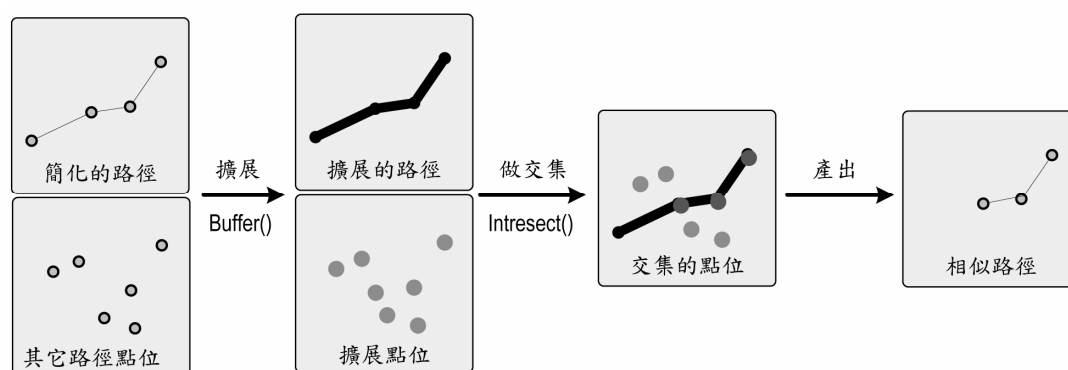 簡化的路徑
其它路徑點位
擴展
Buffer()
擴展的路徑
擴展點位
做交集
Intresect()
交集的點位
產出
相似路徑